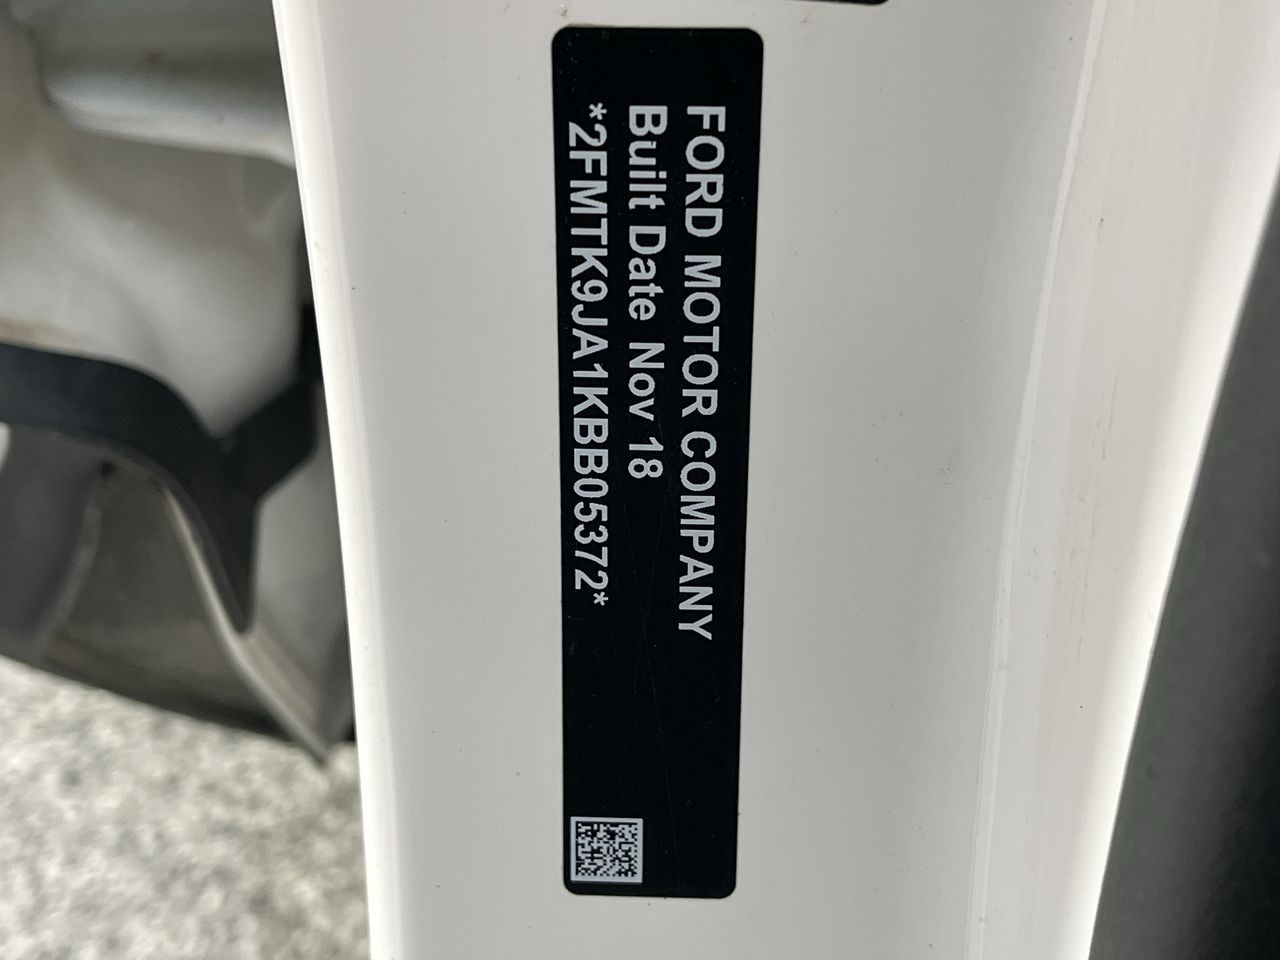 FORD MOTOR COMPANY
Built Date Nov 18
*2FMTK9JA1KBB05372*